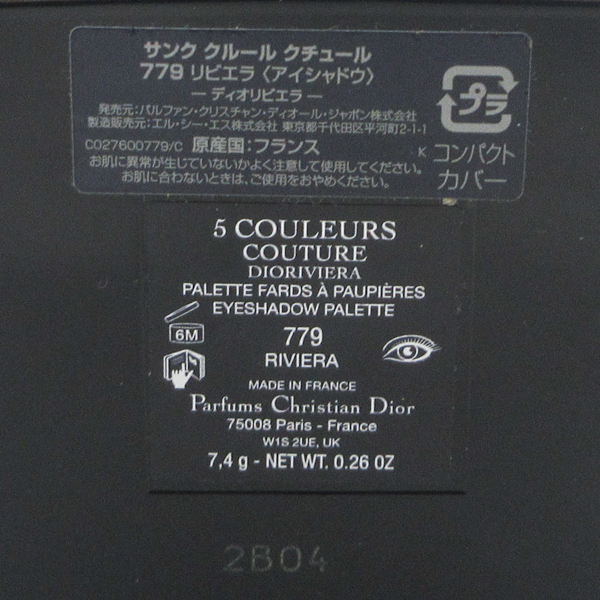 サンク クルール クチュール
779 リビエラ〈アイシャドウ〉
— ディオリビエラ —
発売元:パルファン・クリスチャン・ディオール・ジャポン株式会社
製造販売元:エル・シー・エス株式会社 東京都千代田区平河町2-1-1
C027600779/C 原産国:フランス
お肌に異常が生じていないかよく注意して使用してください。
お肌に合わないときは、ご使用をおやめください。
プラ
K コンパクト
カバー
5 COULEURS
COUTURE
DIORIVIERA
PALETTE FARDS À PAUPIÈRES
EYESHADOW PALETTE
6M
779
RIVIERA
MADE IN FRANCE
Parfums Christian Dior
75008 Paris - France
W1S 2UE, UK
7,4 g - NET WT. 0.26 OZ
2B04